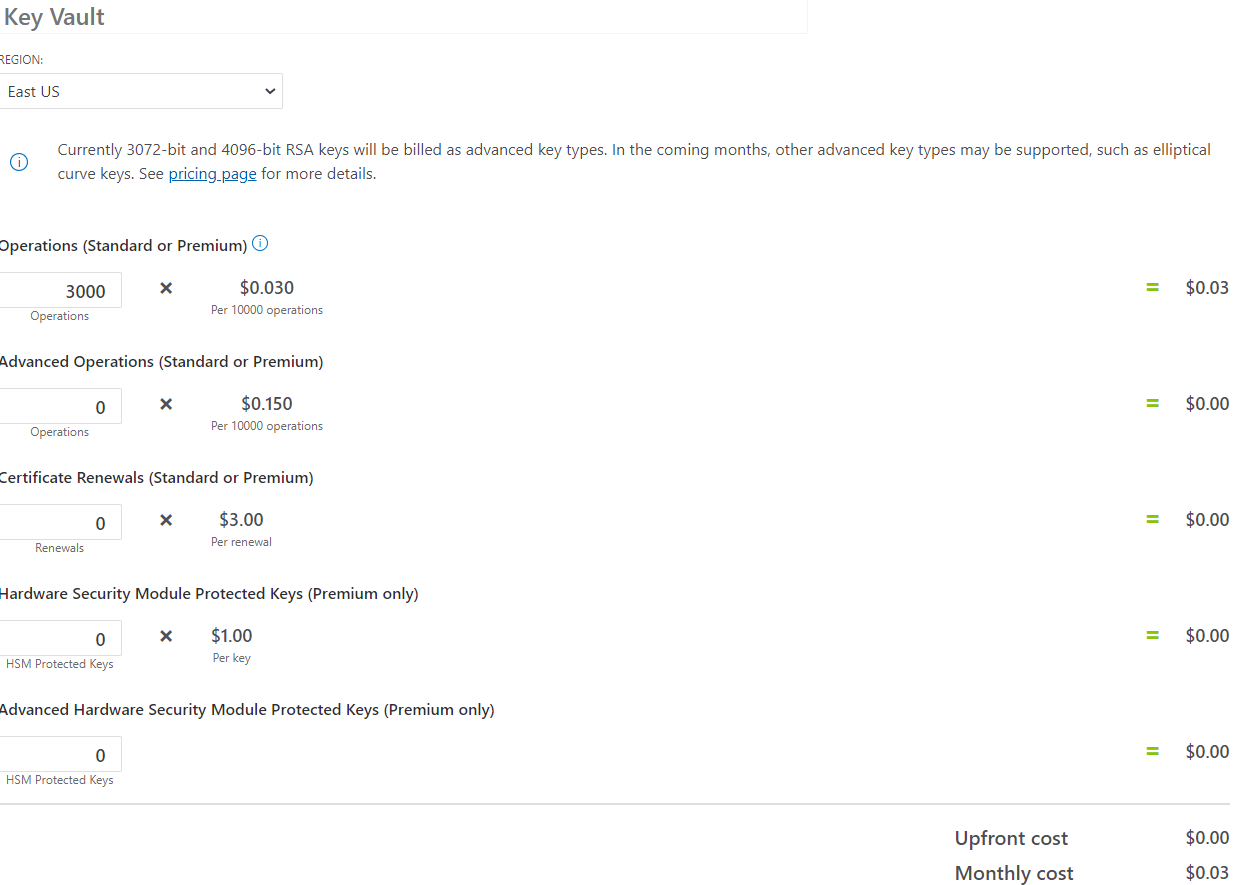 Key Vault
REGION:
East US
Currently 3072-bit and 4096-bit RSA keys will be billed as advanced key types. In the coming months, other advanced key types may be supported, such as elliptical
curve keys. See pricing page for more details.
Operations (Standard or Premium)
3000 × $0.030 = $0.03
Operations Per 10000 operations
Advanced Operations (Standard or Premium)
0 × $0.150 = $0.00
Operations Per 10000 operations
Certificate Renewals (Standard or Premium)
0 × $3.00 = $0.00
Renewals Per renewal
Hardware Security Module Protected Keys (Premium only)
0 × $1.00 = $0.00
HSM Protected Keys Per key
Advanced Hardware Security Module Protected Keys (Premium only)
0 = $0.00
HSM Protected Keys
Upfront cost $0.00
Monthly cost $0.03